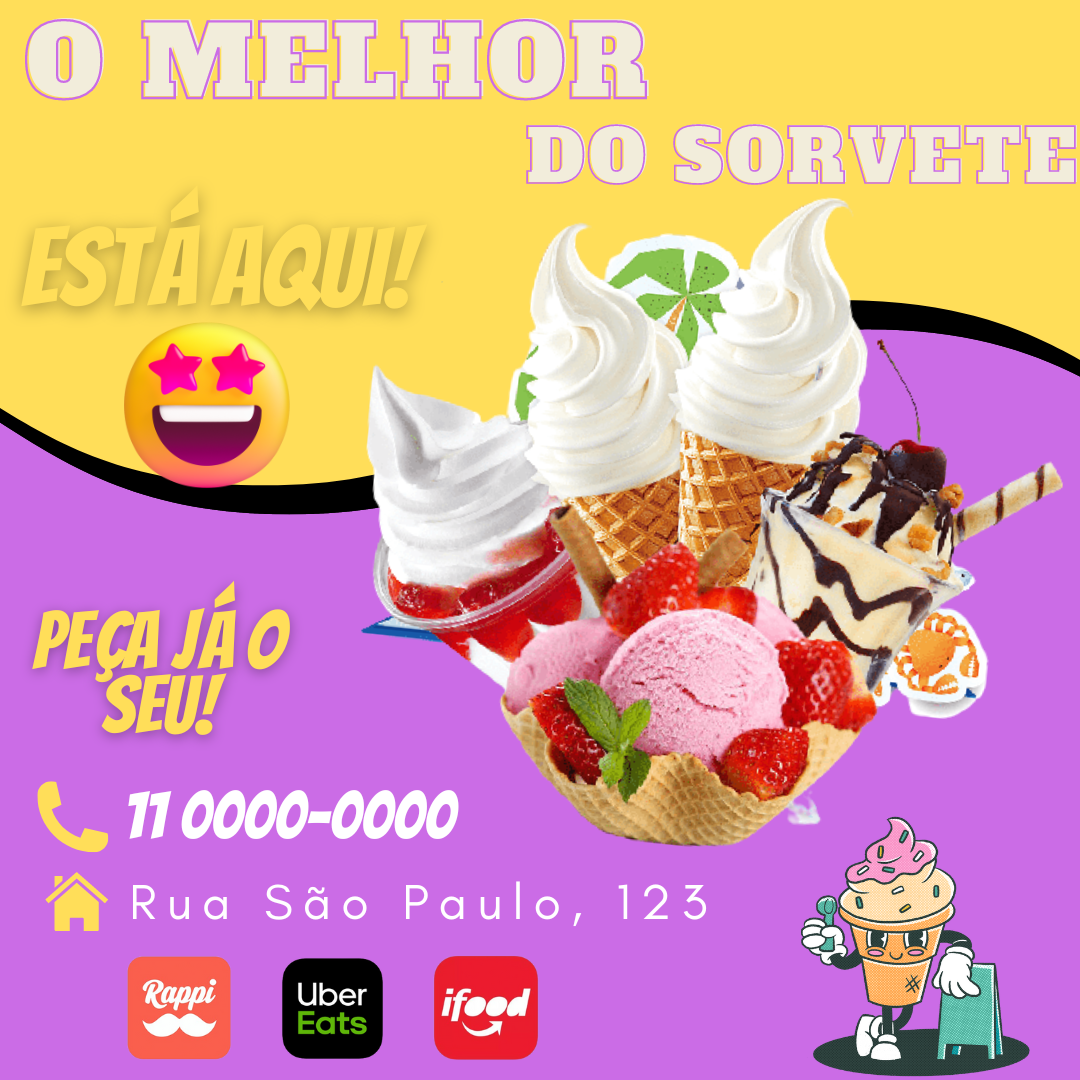 O MELHOR
DO SORVETE
ESTÁ AQUI!
PEÇA JÁ O
SEU!
11 0000-0000
Rua São Paulo, 123
Rappi
Uber
Eats
ifood